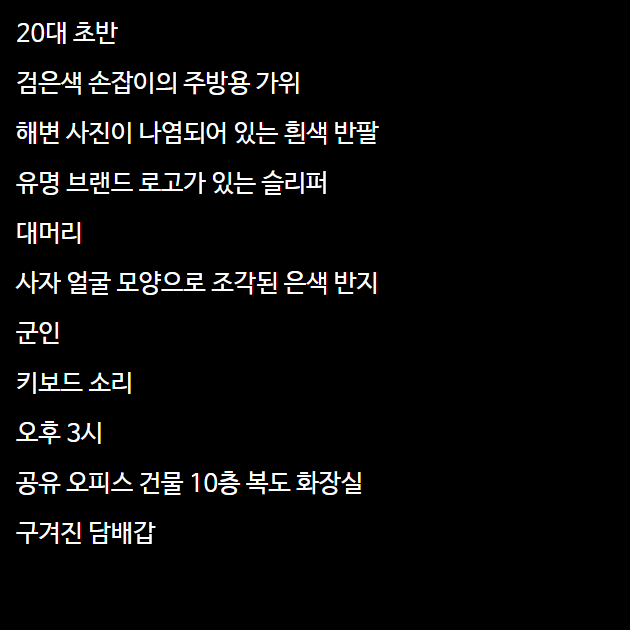 20대 초반
검은색 손잡이의 주방용 가위
해변 사진이 나염되어 있는 흰색 반팔
유명 브랜드 로고가 있는 슬리퍼
대머리
사자 얼굴 모양으로 조각된 은색 반지
군인
키보드 소리
오후 3시
공유 오피스 건물 10층 복도 화장실
구겨진 담배갑